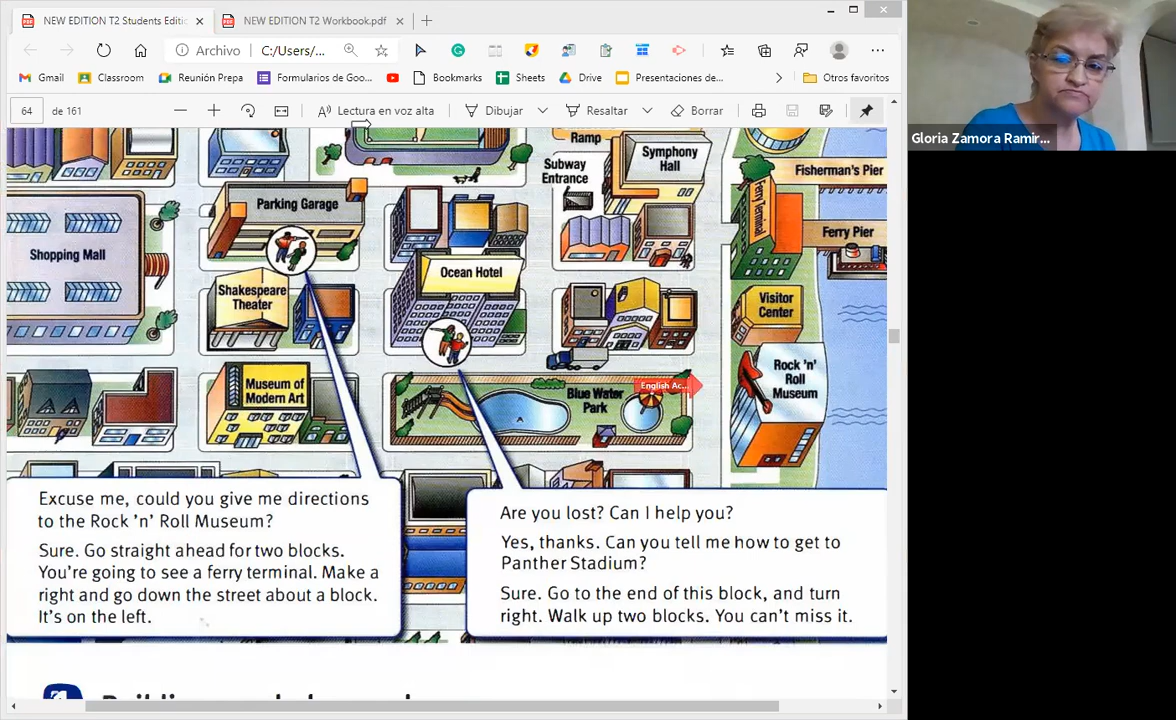 NEW EDITION T2 Students Editi
NEW EDITION T2 Workbook.pdf
Archivo
C:/Users/...
Gmail
Classroom
Reunión Prepa
Formularios de Goo...
Bookmarks
Sheets
Drive
Presentaciones de...
Otros favoritos
64
de 161
Lectura en voz alta
Dibujar
Resaltar
Borrar
Gloria Zamora Ramír...
Ramp
Symphony
Hall
Subway
Entrance
Fisherman's Pier
Parking Garage
Ferry Terminal
Ferry Pier
Shopping Mall
Ocean Hotel
Shakespeare
Theater
Visitor
Center
Rock 'n'
Roll
Museum
Museum of
Modern Art
Blue Water
Park
English Ac...
Excuse me, could you give me directions
to the Rock 'n' Roll Museum?
Sure. Go straight ahead for two blocks.
You're going to see a ferry terminal. Make a
right and go down the street about a block.
It's on the left.
Are you lost? Can I help you?
Yes, thanks. Can you tell me how to get to
Panther Stadium?
Sure. Go to the end of this block, and turn
right. Walk up two blocks. You can't miss it.